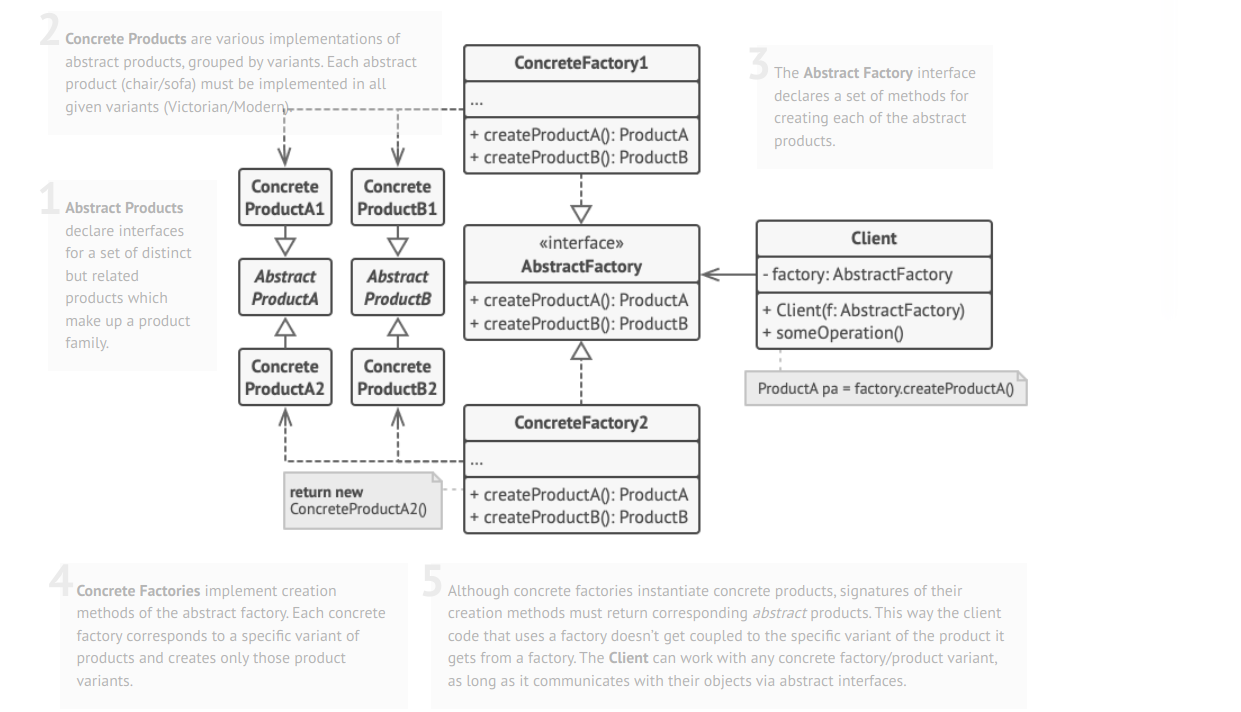 2
Concrete Products are various implementations of
abstract products, grouped by variants. Each abstract
product (chair/sofa) must be implemented in all
given variants (Victorian/Modern).
ConcreteFactory1
...
+ createProductA(): ProductA
+ createProductB(): ProductB
3
The Abstract Factory interface
declares a set of methods for
creating each of the abstract
products.
1
Abstract Products
declare interfaces
for a set of distinct
but related
products which
make up a product
family.
Concrete
ProductA1
Concrete
ProductB1
Abstract
ProductA
Abstract
ProductB
Concrete
ProductA2
Concrete
ProductB2
«interface»
AbstractFactory
+ createProductA(): ProductA
+ createProductB(): ProductB
Client
- factory: AbstractFactory
+ Client(f: AbstractFactory)
+ someOperation()
ProductA pa = factory.createProductA()
ConcreteFactory2
...
+ createProductA(): ProductA
+ createProductB(): ProductB
return new
ConcreteProductA2()
4
Concrete Factories implement creation
methods of the abstract factory. Each concrete
factory corresponds to a specific variant of
products and creates only those product
variants.
5
Although concrete factories instantiate concrete products, signatures of their
creation methods must return corresponding abstract products. This way the client
code that uses a factory doesn't get coupled to the specific variant of the product it
gets from a factory. The Client can work with any concrete factory/product variant,
as long as it communicates with their objects via abstract interfaces.